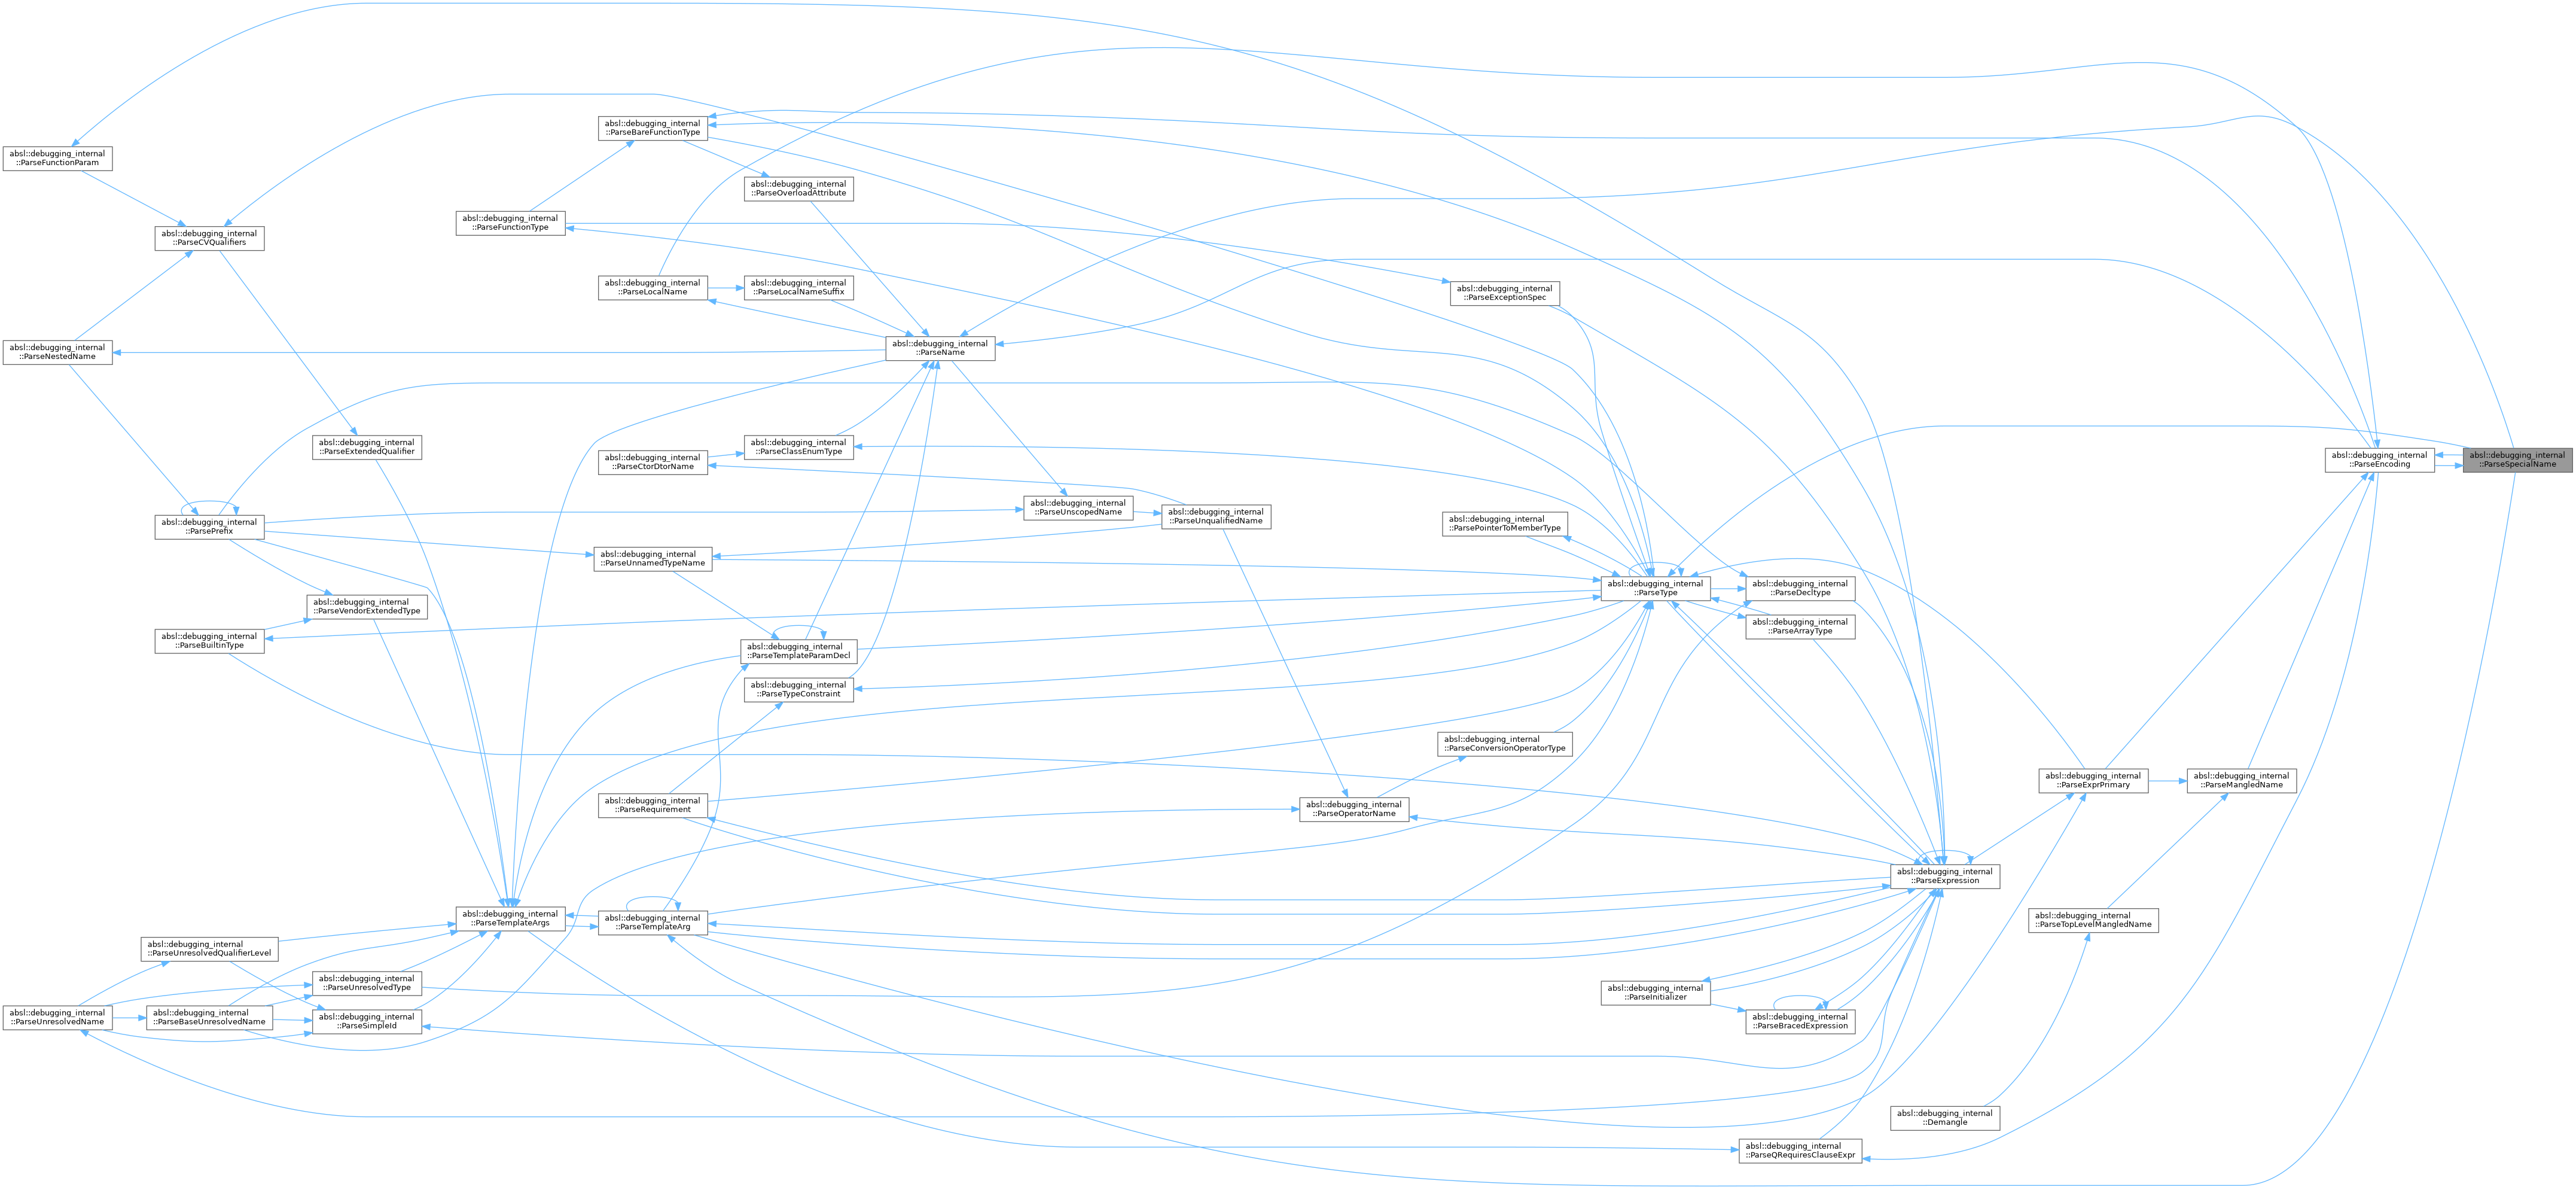 absl::debugging_internal
::ParseFunctionParam
absl::debugging_internal
::ParseCVQualifiers
absl::debugging_internal
::ParseNestedName
absl::debugging_internal
::ParseExtendedQualifier
absl::debugging_internal
::ParsePrefix
absl::debugging_internal
::ParseVendorExtendedType
absl::debugging_internal
::ParseBuiltinType
absl::debugging_internal
::ParseTemplateArgs
absl::debugging_internal
::ParseUnresolvedQualifierLevel
absl::debugging_internal
::ParseUnresolvedType
absl::debugging_internal
::ParseUnresolvedName
absl::debugging_internal
::ParseBaseUnresolvedName
absl::debugging_internal
::ParseSimpleId
absl::debugging_internal
::ParseBareFunctionType
absl::debugging_internal
::ParseOverloadAttribute
absl::debugging_internal
::ParseFunctionType
absl::debugging_internal
::ParseLocalName
absl::debugging_internal
::ParseLocalNameSuffix
absl::debugging_internal
::ParseName
absl::debugging_internal
::ParseCtorDtorName
absl::debugging_internal
::ParseClassEnumType
absl::debugging_internal
::ParseUnscopedName
absl::debugging_internal
::ParseUnqualifiedName
absl::debugging_internal
::ParseUnnamedTypeName
absl::debugging_internal
::ParseTemplateParamDecl
absl::debugging_internal
::ParseTypeConstraint
absl::debugging_internal
::ParseRequirement
absl::debugging_internal
::ParseTemplateArg
absl::debugging_internal
::ParseExceptionSpec
absl::debugging_internal
::ParsePointerToMemberType
absl::debugging_internal
::ParseType
absl::debugging_internal
::ParseDecltype
absl::debugging_internal
::ParseArrayType
absl::debugging_internal
::ParseConversionOperatorType
absl::debugging_internal
::ParseOperatorName
absl::debugging_internal
::ParseExpression
absl::debugging_internal
::ParseInitializer
absl::debugging_internal
::ParseBracedExpression
absl::debugging_internal
::ParseQRequiresClauseExpr
absl::debugging_internal
::ParseEncoding
absl::debugging_internal
::ParseSpecialName
absl::debugging_internal
::ParseExprPrimary
absl::debugging_internal
::ParseMangledName
absl::debugging_internal
::ParseTopLevelMangledName
absl::debugging_internal
::Demangle